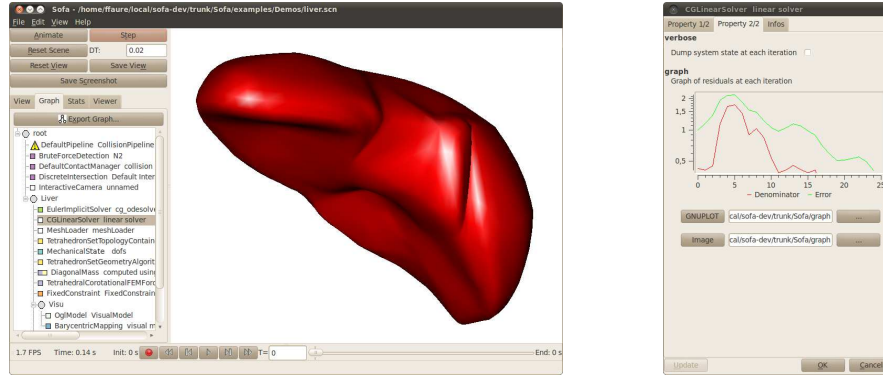 Sofa - /home/ffaure/local/sofa-dev/trunk/Sofa/examples/Demos/liver.scn
File Edit View Help
Animate Step
Reset Scene DT: 0.02
Reset View Save View
Save Screenshot
View Graph Stats Viewer
Export Graph...
root
DefaultPipeline CollisionPipeline
BruteForceDetection N2
DefaultContactManager collision
DiscreteIntersection Default Inter
InteractiveCamera unnamed
Liver
EulerImplicitSolver cg_odesolve
CGLinearSolver linear solver
MeshLoader meshLoader
TetrahedronSetTopologyContain
MechanicalState dofs
TetrahedronSetGeometryAlgorit
DiagonalMass computed using
TetrahedralCorotationalFEMForc
FixedConstraint FixedConstrain
Visu
OglModel VisualModel
BarycentricMapping visual m
1.7 FPS Time: 0.14 s Init: 0 s T= 0 End: 0 s
CGLinearSolver linear solver
Property 1/2 Property 2/2 Infos
verbose
Dump system state at each iteration
graph
Graph of residuals at each iteration
2
1,5
1
0,5
0 5 10 15 20 25
Denominator Error
GNUPLOT cal/sofa-dev/trunk/Sofa/graph ...
Image cal/sofa-dev/trunk/Sofa/graph ...
Update OK Cancel